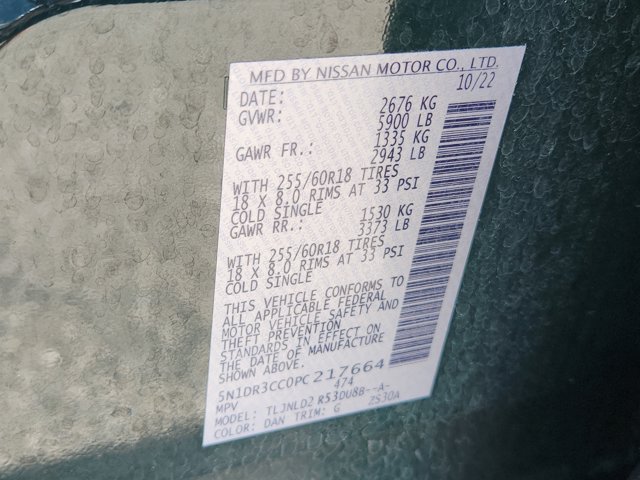 MFD BY NISSAN MOTOR CO., LTD.
DATE: 10/22
GVWR: 2676 KG
5900 LB
GAWR FR.: 1335 KG
2943 LB
WITH 255/60R18 TIRES
18 X 8.0 RIMS AT 33 PSI
COLD SINGLE
GAWR RR.: 1530 KG
3373 LB
WITH 255/60R18 TIRES
18 X 8.0 RIMS AT 33 PSI
COLD SINGLE
THIS VEHICLE CONFORMS TO
ALL APPLICABLE FEDERAL
MOTOR VEHICLE SAFETY AND
THEFT PREVENTION
STANDARDS IN EFFECT ON
THE DATE OF MANUFACTURE
SHOWN ABOVE.
5N1DR3CC0PC217664
MPV 474
MODEL: TLJNLD2 R53DU8B--A-
COLOR: DAN TRIM: G ZS30A